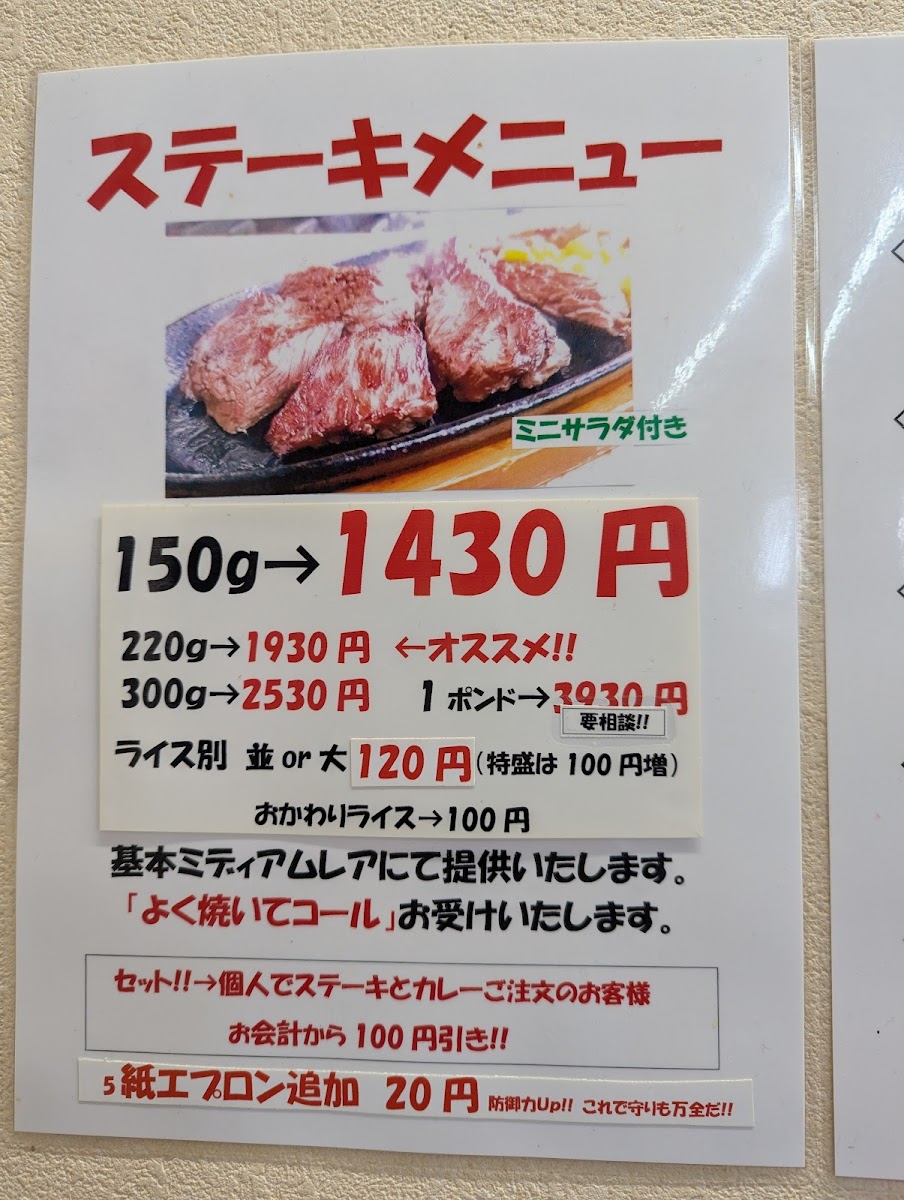 ステーキメニュー
ミニサラダ付き
150g→1430円
220g→1930円 ←オススメ!!
300g→2530円 1ポンド→3930円
要相談!!
ライス別 並or大120円(特盛は100円増)
おかわりライス→100円
基本ミディアムレアにて提供いたします。
「よく焼いてコール」お受けいたします。
セット!!→個人でステーキとカレーご注文のお客様
お会計から100円引き!!
5紙エプロン追加 20円 防御力Up!! これで守りも万全だ!!